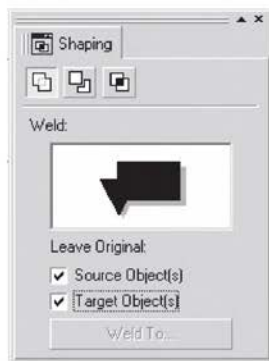 Shaping
Weld:
Leave Original:
Source Object(s)
Target Object(s)
Weld To...